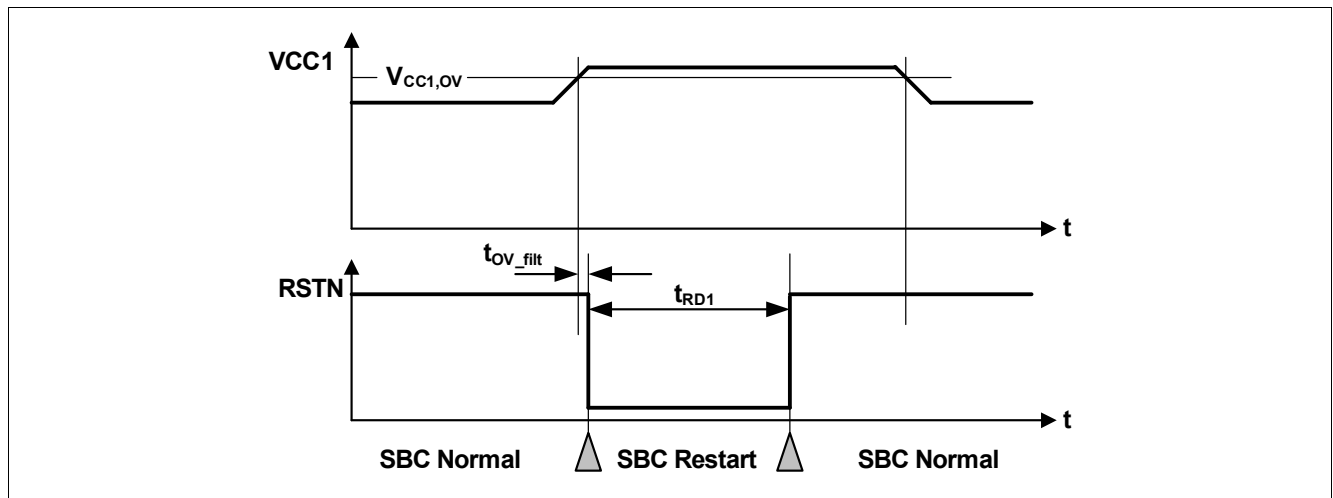 VCC1
VCC1,OV
t
tOV_filt
RSTN
tRD1
t
SBC Normal
SBC Restart
SBC Normal